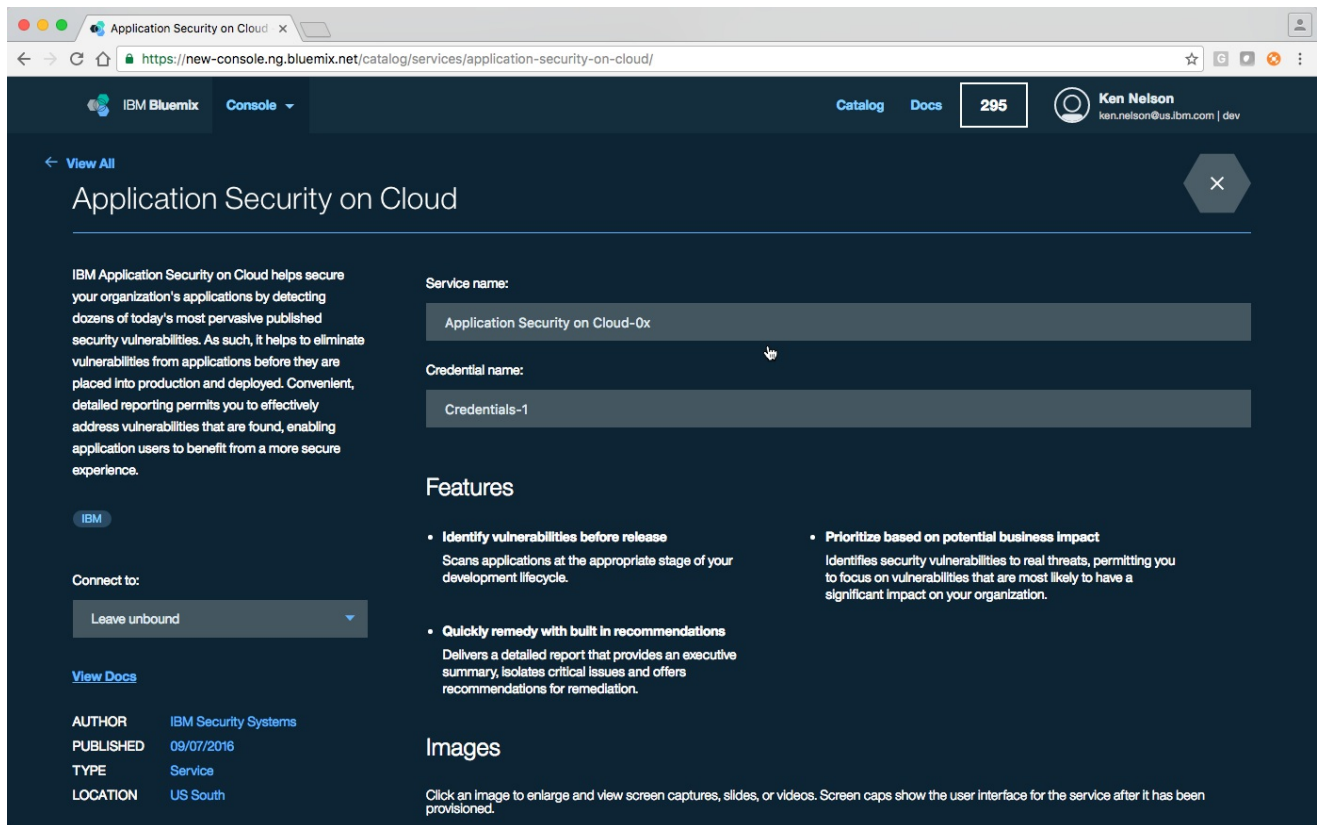 Application Security on Cloud
https://new-console.ng.bluemix.net/catalog/services/application-security-on-cloud/
IBM Bluemix
Console
Catalog
Docs
295
Ken Nelson
ken.nelson@us.ibm.com | dev
View All
Application Security on Cloud
IBM Application Security on Cloud helps secure
your organization's applications by detecting
dozens of today's most pervasive published
security vulnerabilities. As such, it helps to eliminate
vulnerabilities from applications before they are
placed into production and deployed. Convenient,
detailed reporting permits you to effectively
address vulnerabilities that are found, enabling
application users to benefit from a more secure
experience.
IBM
Connect to:
Leave unbound
View Docs
AUTHOR IBM Security Systems
PUBLISHED 09/07/2016
TYPE Service
LOCATION US South
Service name:
Application Security on Cloud-0x
Credential name:
Credentials-1
Features
• Identify vulnerabilities before release
Scans applications at the appropriate stage of your
development lifecycle.
• Quickly remedy with built in recommendations
Delivers a detailed report that provides an executive
summary, isolates critical issues and offers
recommendations for remediation.
• Prioritize based on potential business impact
Identifies security vulnerabilities to real threats, permitting you
to focus on vulnerabilities that are most likely to have a
significant impact on your organization.
Images
Click an image to enlarge and view screen captures, slides, or videos. Screen caps show the user interface for the service after it has been
provisioned.